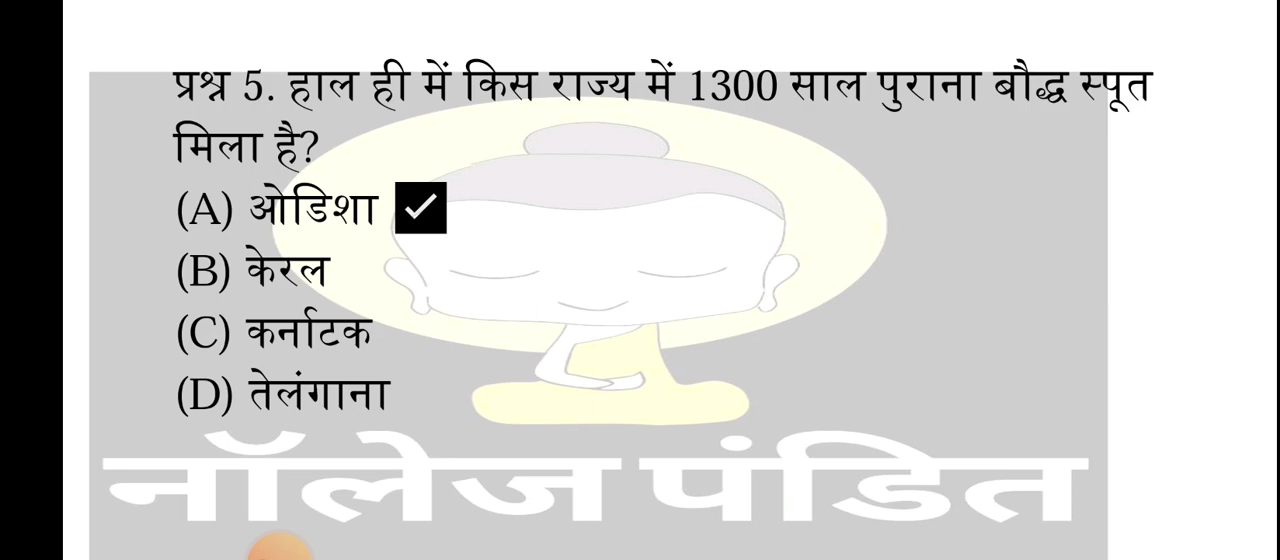 प्रश्न 5. हाल ही में किस राज्य में 1300 साल पुराना बौद्ध स्पूत
मिला है?
(A) ओडिशा ✓
(B) केरल
(C) कर्नाटक
(D) तेलंगाना
नॉलेज पंडित